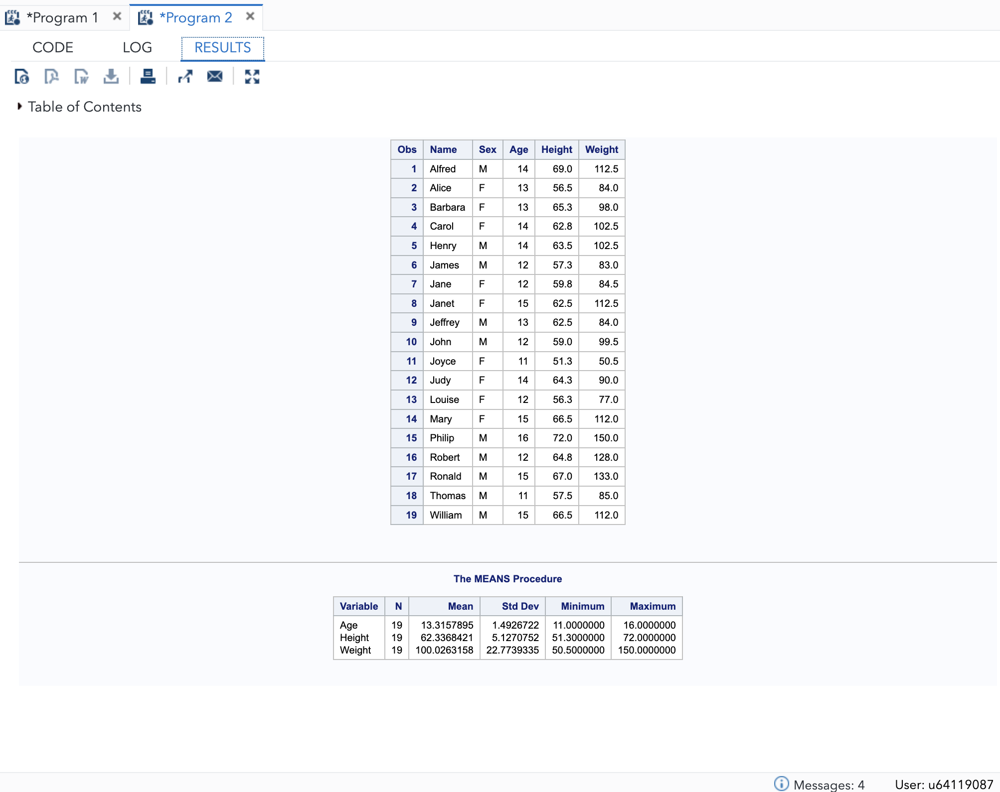 *Program 1 × *Program 2 ×
CODE LOG RESULTS
Table of Contents
Obs Name Sex Age Height Weight
1 Alfred M 14 69.0 112.5
2 Alice F 13 56.5 84.0
3 Barbara F 13 65.3 98.0
4 Carol F 14 62.8 102.5
5 Henry M 14 63.5 102.5
6 James M 12 57.3 83.0
7 Jane F 12 59.8 84.5
8 Janet F 15 62.5 112.5
9 Jeffrey M 13 62.5 84.0
10 John M 12 59.0 99.5
11 Joyce F 11 51.3 50.5
12 Judy F 14 64.3 90.0
13 Louise F 12 56.3 77.0
14 Mary F 15 66.5 112.0
15 Philip M 16 72.0 150.0
16 Robert M 12 64.8 128.0
17 Ronald M 15 67.0 133.0
18 Thomas M 11 57.5 85.0
19 William M 15 66.5 112.0
The MEANS Procedure
Variable N Mean Std Dev Minimum Maximum
Age 19 13.3157895 1.4926722 11.0000000 16.0000000
Height 19 62.3368421 5.1270752 51.3000000 72.0000000
Weight 19 100.0263158 22.7739335 50.5000000 150.0000000
Messages: 4 User: u64119087